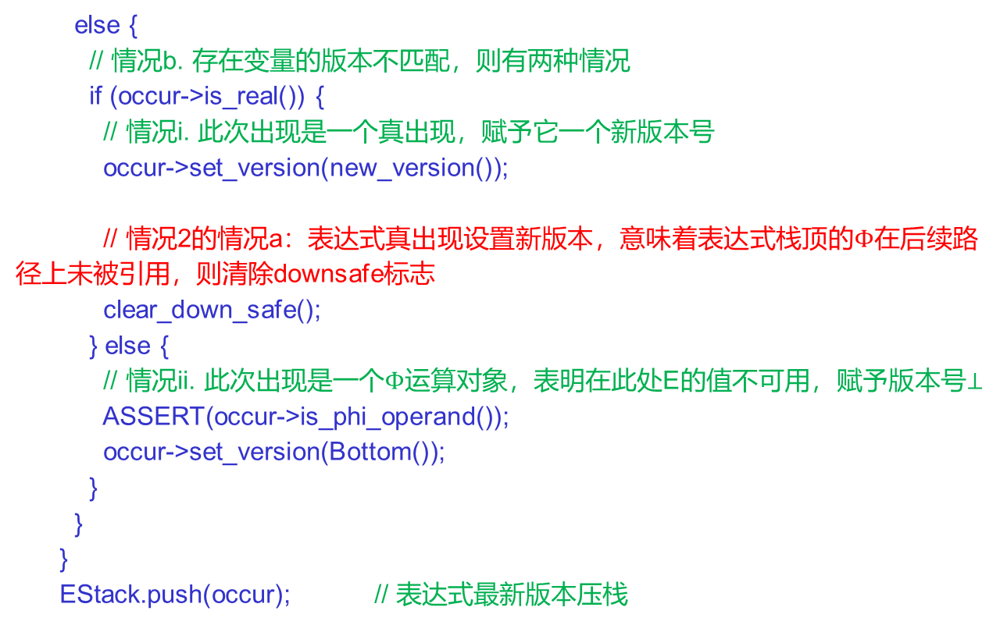 else {
// 情况b. 存在变量的版本不匹配，则有两种情况
if (occur->is_real()) {
// 情况i. 此次出现是一个真出现，赋予它一个新版本号
occur->set_version(new_version());
// 情况2的情况a：表达式真出现设置新版本，意味着表达式栈顶的Φ在后续路
径上未被引用，则清除downsafe标志
clear_down_safe();
} else {
// 情况ii. 此次出现是一个Φ运算对象，表明在此处E的值不可用，赋予版本号⊥
ASSERT(occur->is_phi_operand());
occur->set_version(Bottom());
}
}
}
EStack.push(occur); // 表达式最新版本压栈